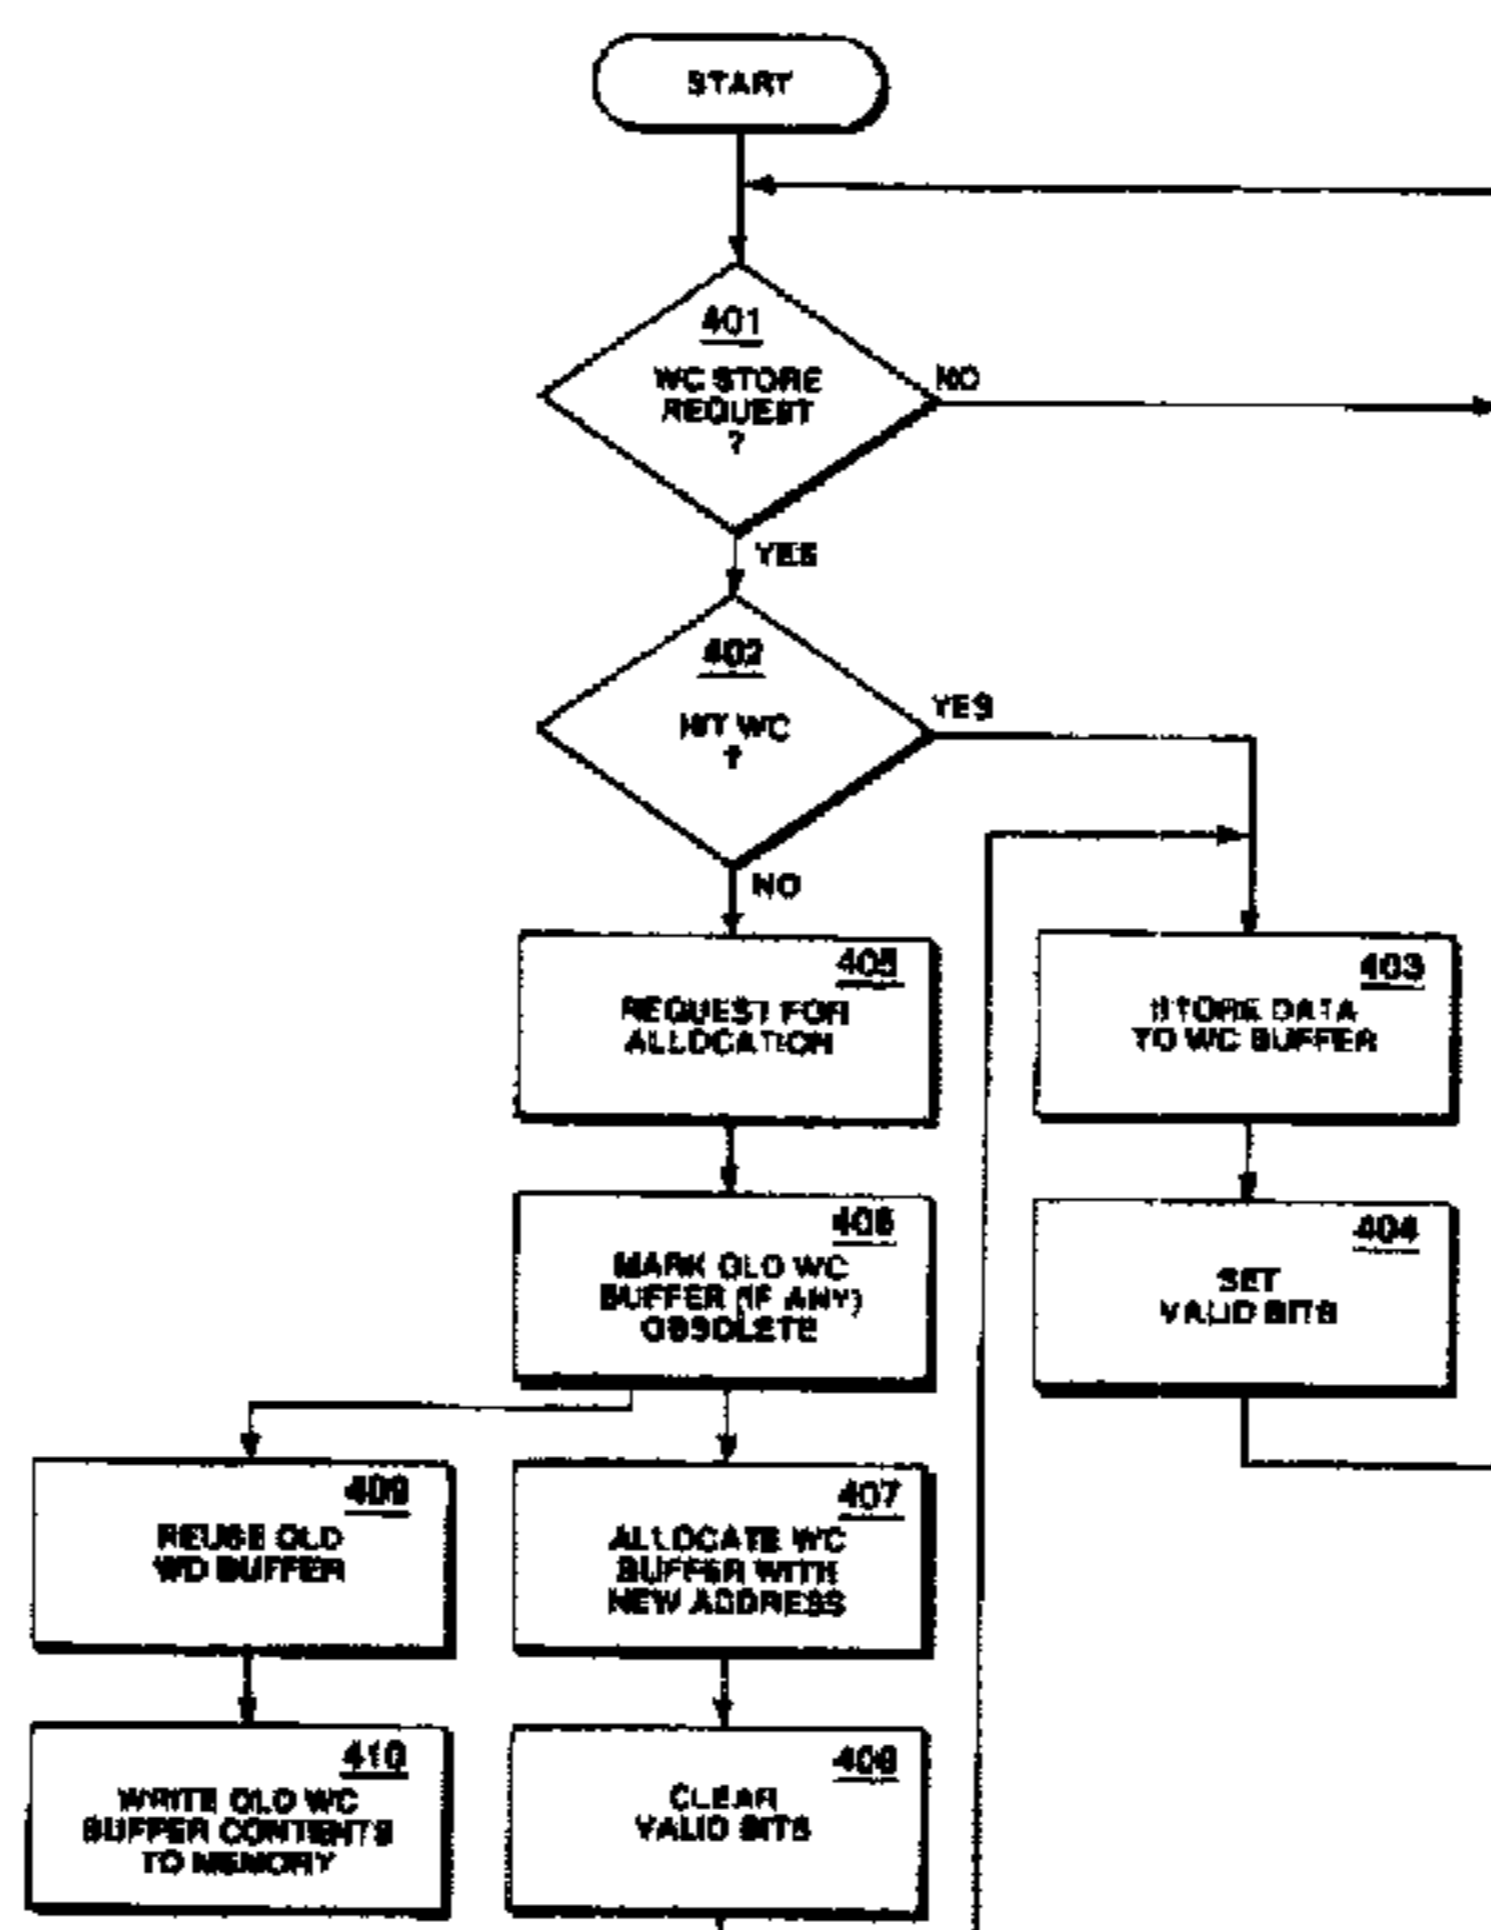 START
401
WC STORE
REQUEST
?
NO
YES
402
HIT WC
?
YES
NO
405
REQUEST FOR
ALLOCATION
403
STORE DATA
TO WC BUFFER
406
MARK OLD WC
BUFFER (IF ANY)
OBSOLETE
404
SET
VALID BITS
409
REUSE OLD
WD BUFFER
407
ALLOCATE WC
BUFFER WITH
NEW ADDRESS
410
WRITE OLD WC
BUFFER CONTENTS
TO MEMORY
408
CLEAR
VALID BITS